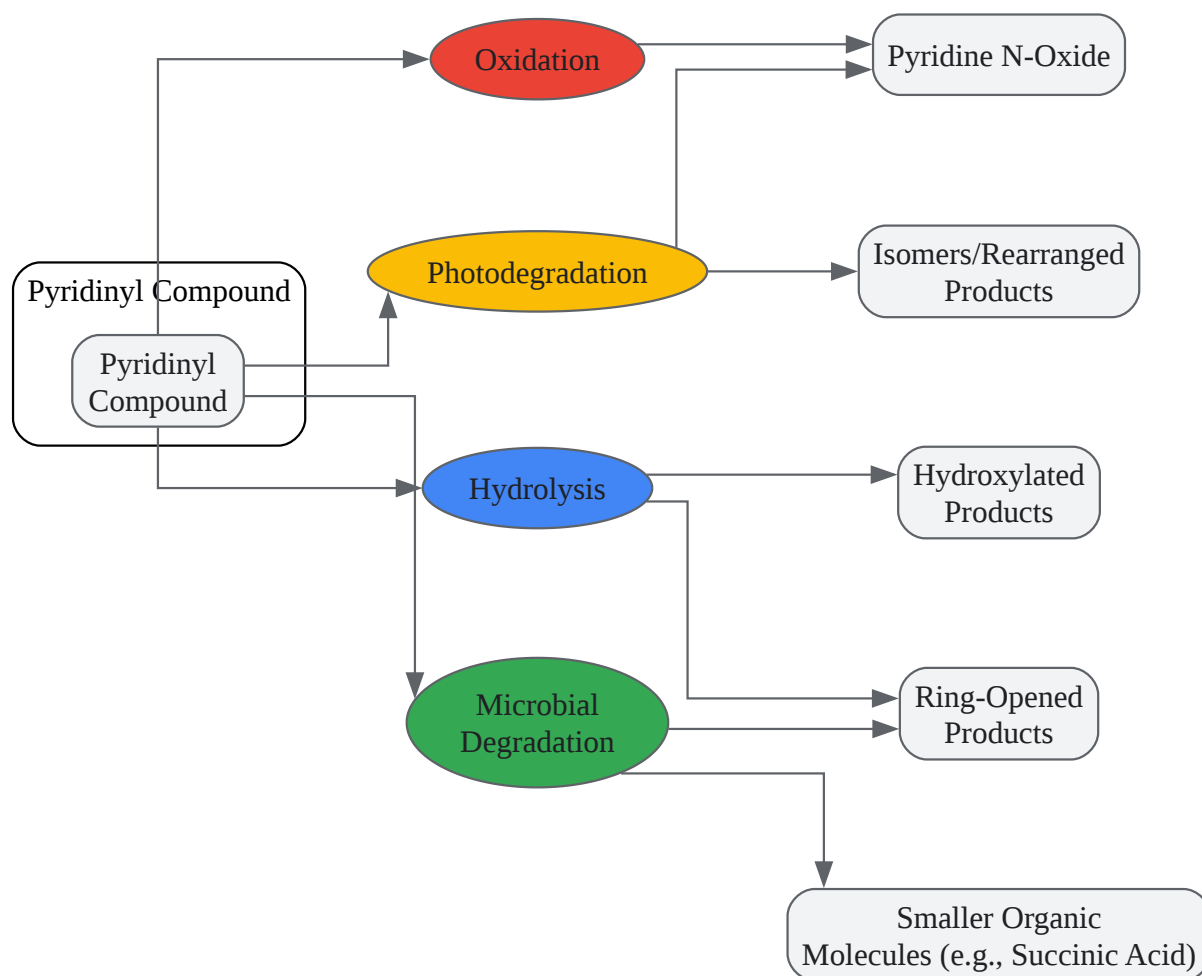 Oxidation
Pyridine N-Oxide
Photodegradation
Isomers/Rearranged
Products
Pyridinyl Compound
Pyridinyl
Compound
Hydrolysis
Hydroxylated
Products
Microbial
Degradation
Ring-Opened
Products
Smaller Organic
Molecules (e.g., Succinic Acid)